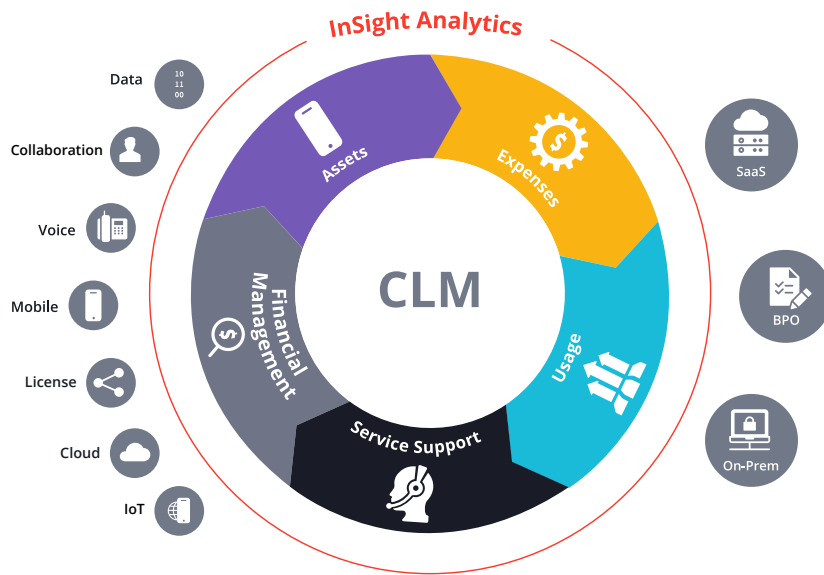 InSight Analytics
Data
10
11
00
Collaboration
Voice
Mobile
License
Cloud
IoT
Assets
$
Expenses
Usage
Service Support
Financial
Management
$
CLM
SaaS
BPO
On-Prem